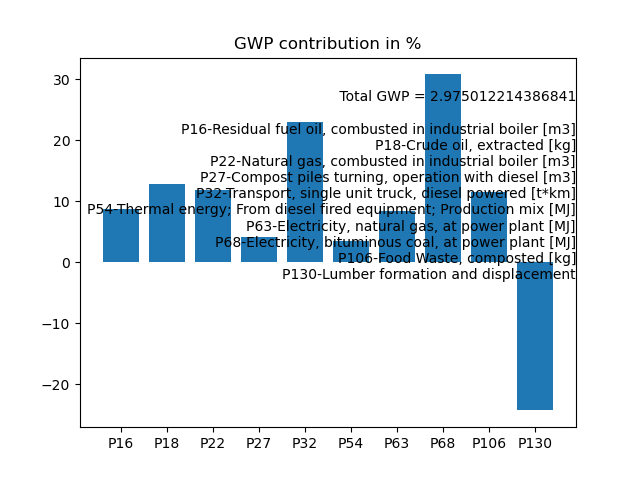 GWP contribution in %
30
Total GWP = 2.975012214386841
P16-Residual fuel oil, combusted in industrial boiler [m3]
20
P18-Crude oil, extracted [kg]
P22-Natural gas, combusted in industrial boiler [m3]
P27-Compost piles turning, operation with diesel [m3]
P32-Transport, single unit truck, diesel powered [t*km]
10
P54-Thermal energy; From diesel fired equipment; Production mix [MJ]
P63-Electricity, natural gas, at power plant [MJ]
P68-Electricity, bituminous coal, at power plant [MJ]
P106-Food Waste, composted [kg]
0
P130-Lumber formation and displacement
−10
−20
P16 P18 P22 P27 P32 P54 P63 P68 P106 P130